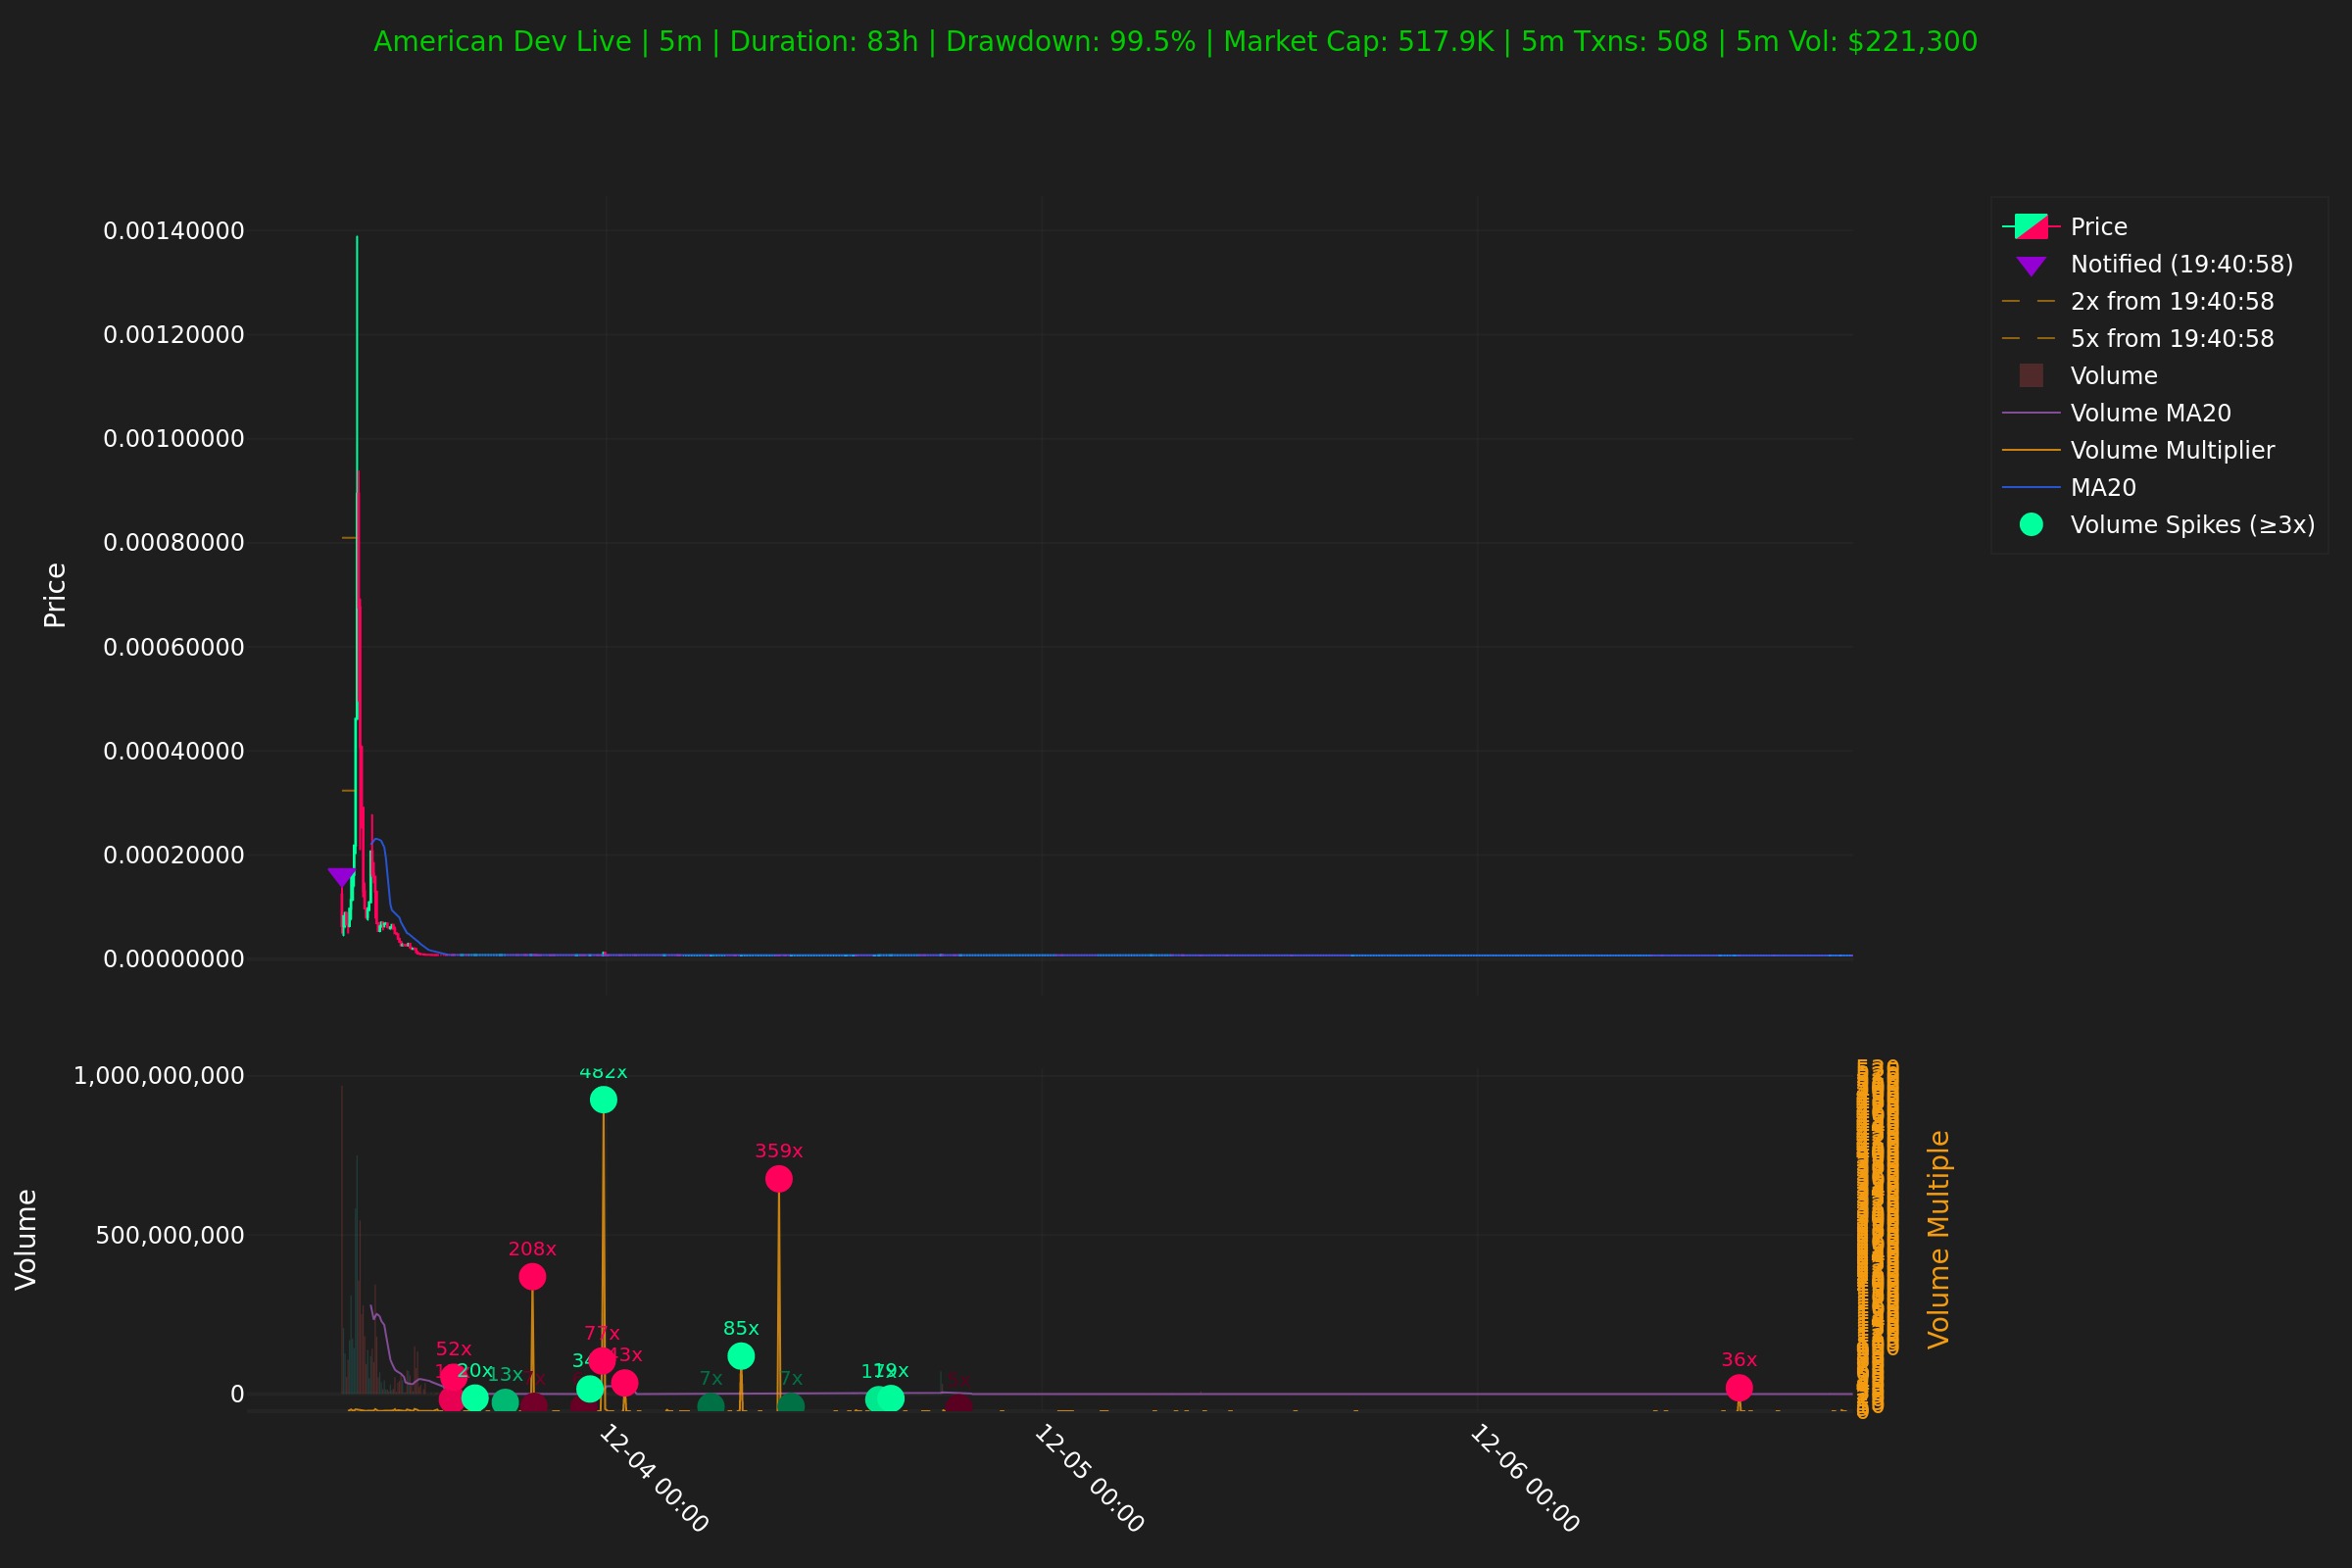 American Dev Live | 5m | Duration: 83h | Drawdown: 99.5% | Market Cap: 517.9K | 5m Txns: 508 | 5m Vol: $221,300
Price
0.00140000
0.00120000
0.00100000
0.00080000
0.00060000
0.00040000
0.00020000
0.00000000
Price
Notified (19:40:58)
2x from 19:40:58
5x from 19:40:58
Volume
Volume MA20
Volume Multiplier
MA20
Volume Spikes (≥3x)
Volume
1,000,000,000
500,000,000
0
482x
359x
208x
77x
85x
52x
43x
36x
20x
13x
7x
7x
19x
Volume Multiple
12-04 00:00
12-05 00:00
12-06 00:00